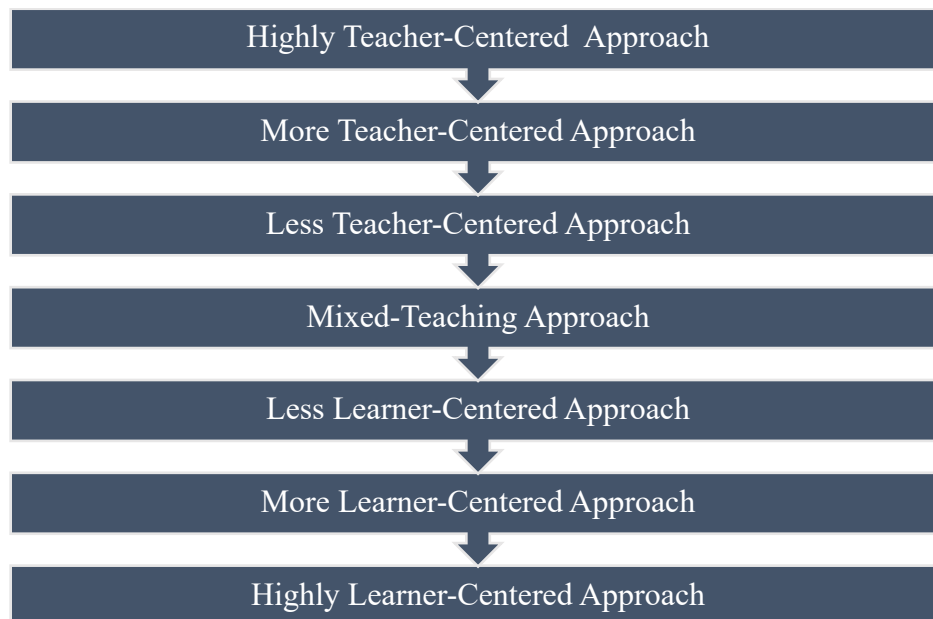 Highly Teacher-Centered Approach
More Teacher-Centered Approach
Less Teacher-Centered Approach
Mixed-Teaching Approach
Less Learner-Centered Approach
More Learner-Centered Approach
Highly Learner-Centered Approach